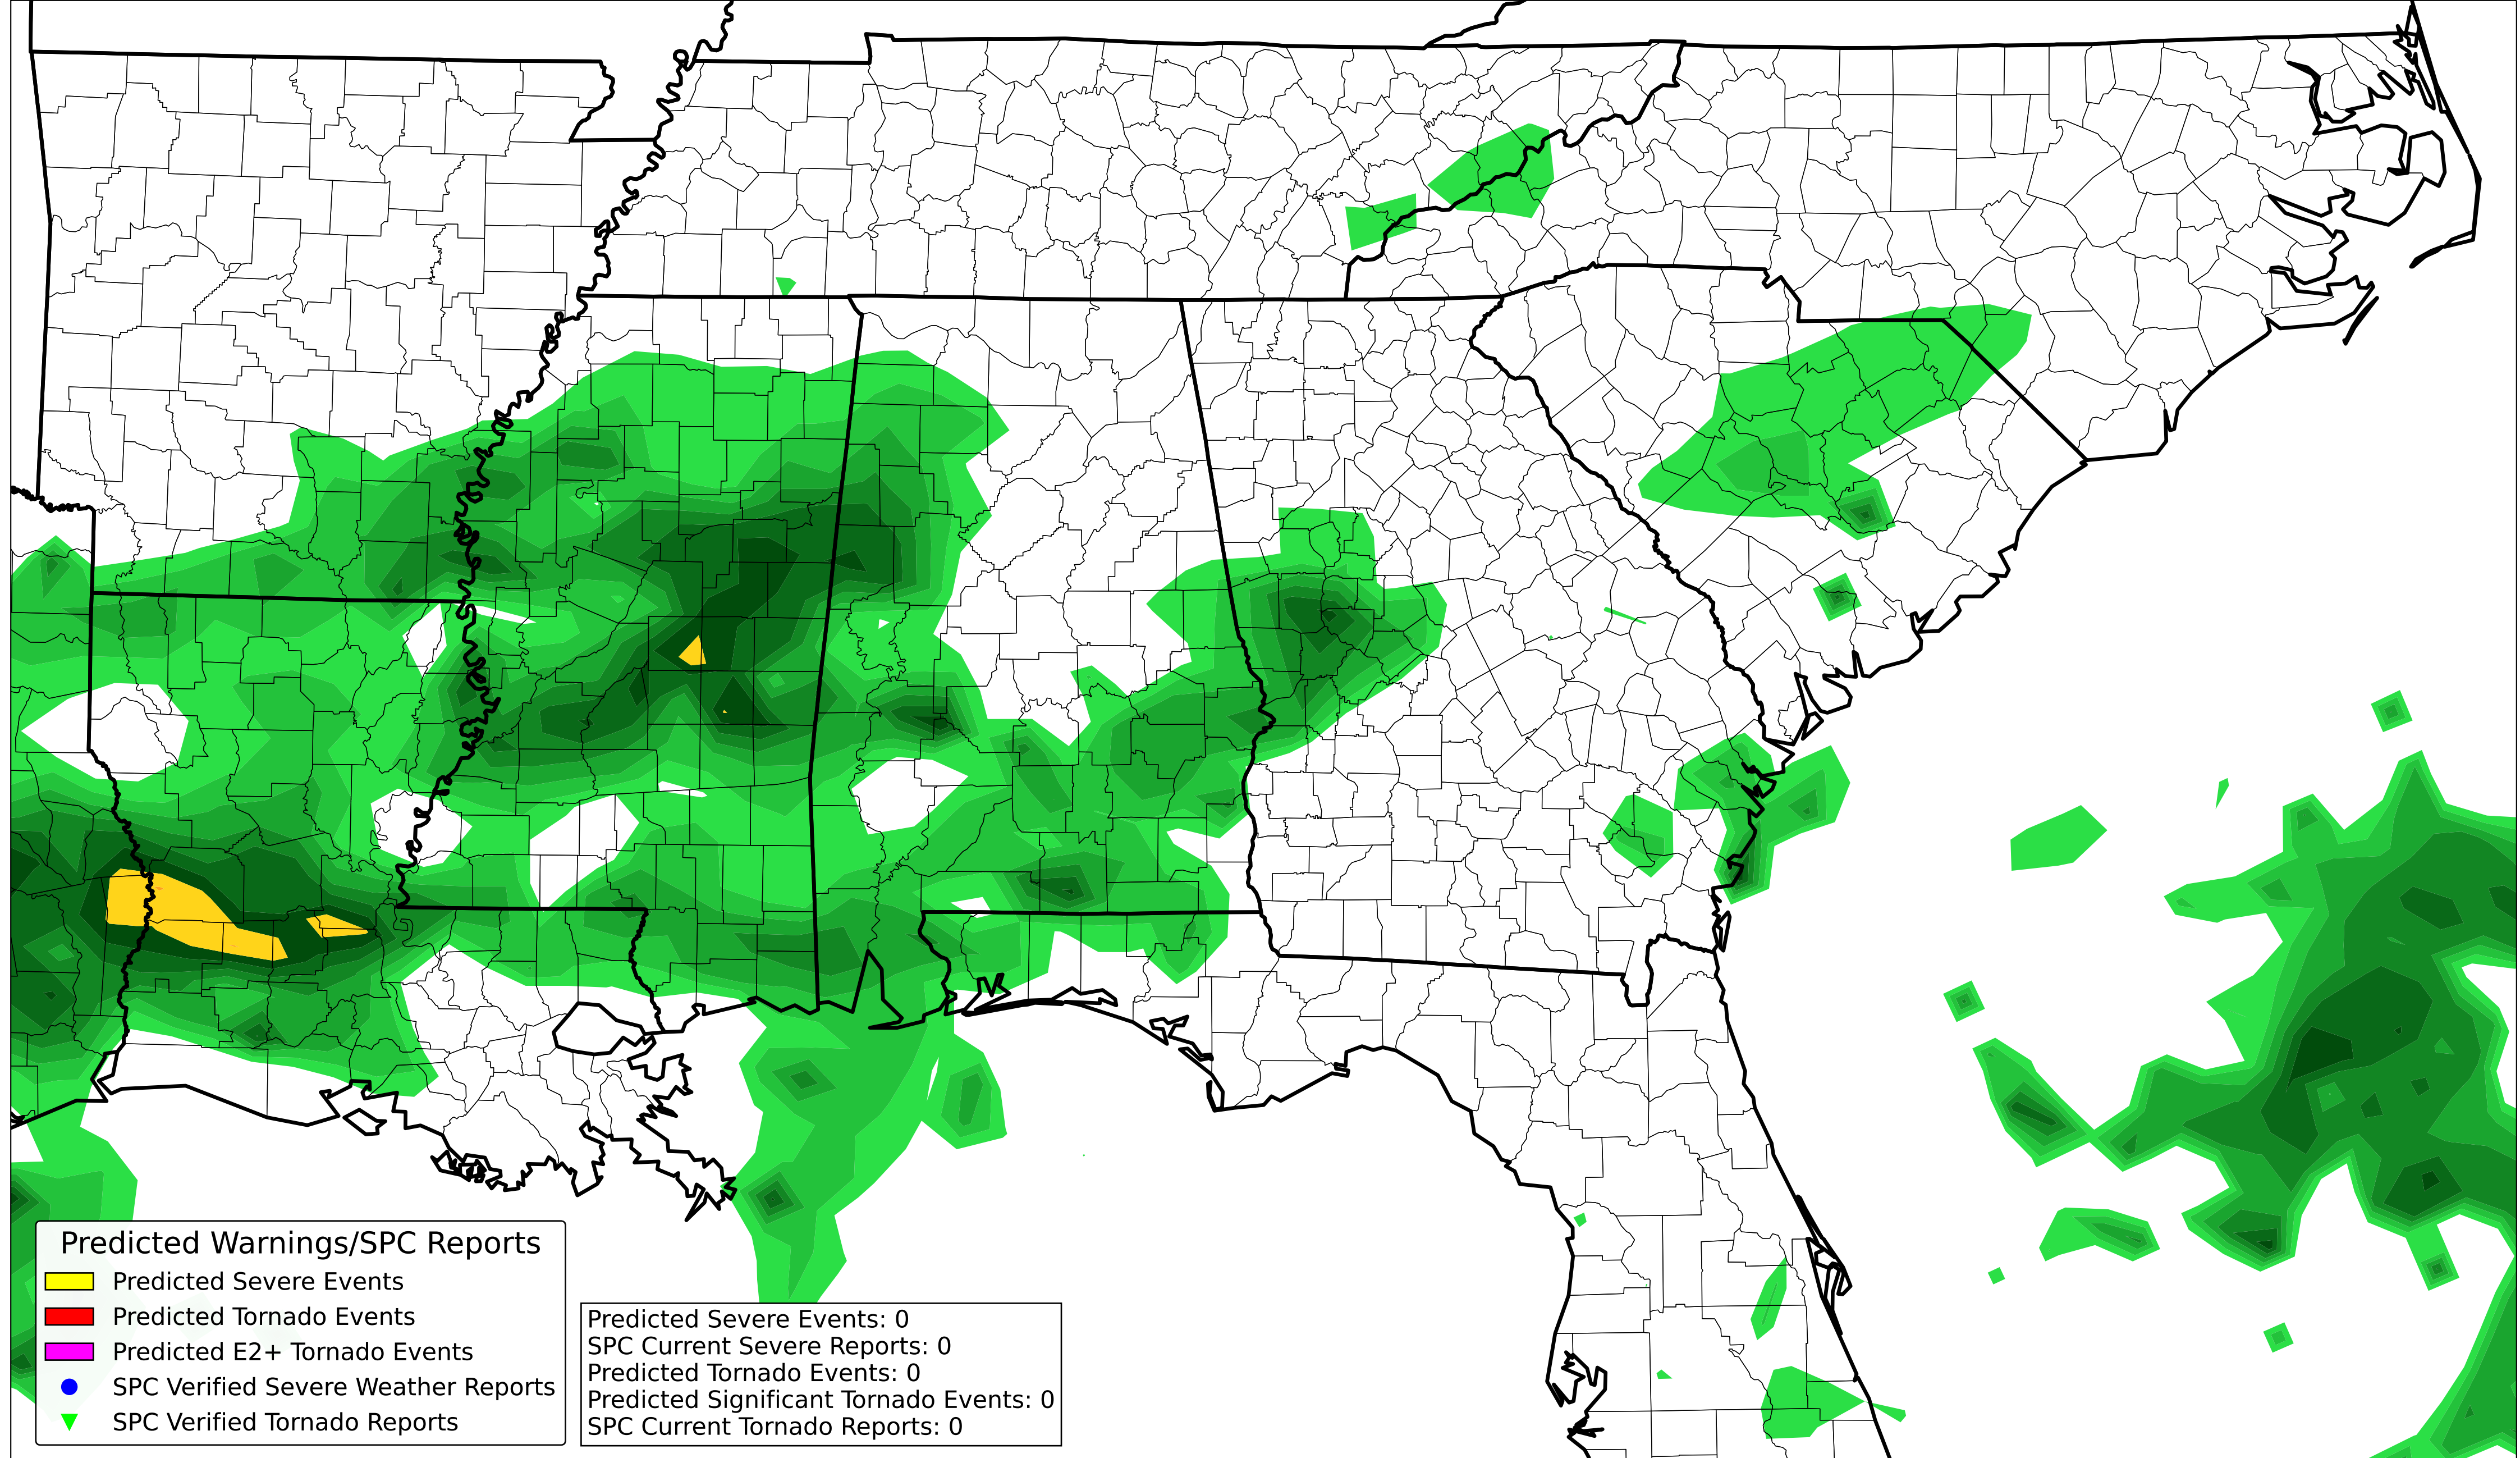 Predicted Warnings/SPC Reports
Predicted Severe Events
Predicted Tornado Events
Predicted E2+ Tornado Events
SPC Verified Severe Weather Reports
SPC Verified Tornado Reports
Predicted Severe Events: 0
SPC Current Severe Reports: 0
Predicted Tornado Events: 0
Predicted Significant Tornado Events: 0
SPC Current Tornado Reports: 0